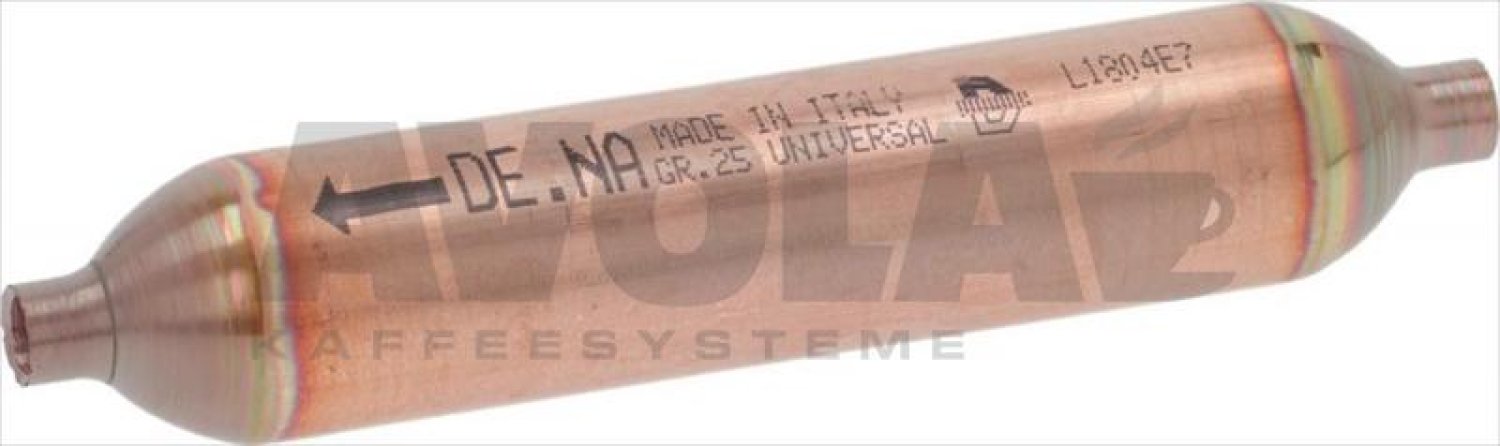 DE.NA
MADE IN ITALY
GR.25 UNIVERSAL
L1804E7
AVOLA
KAFFEESYSTEME